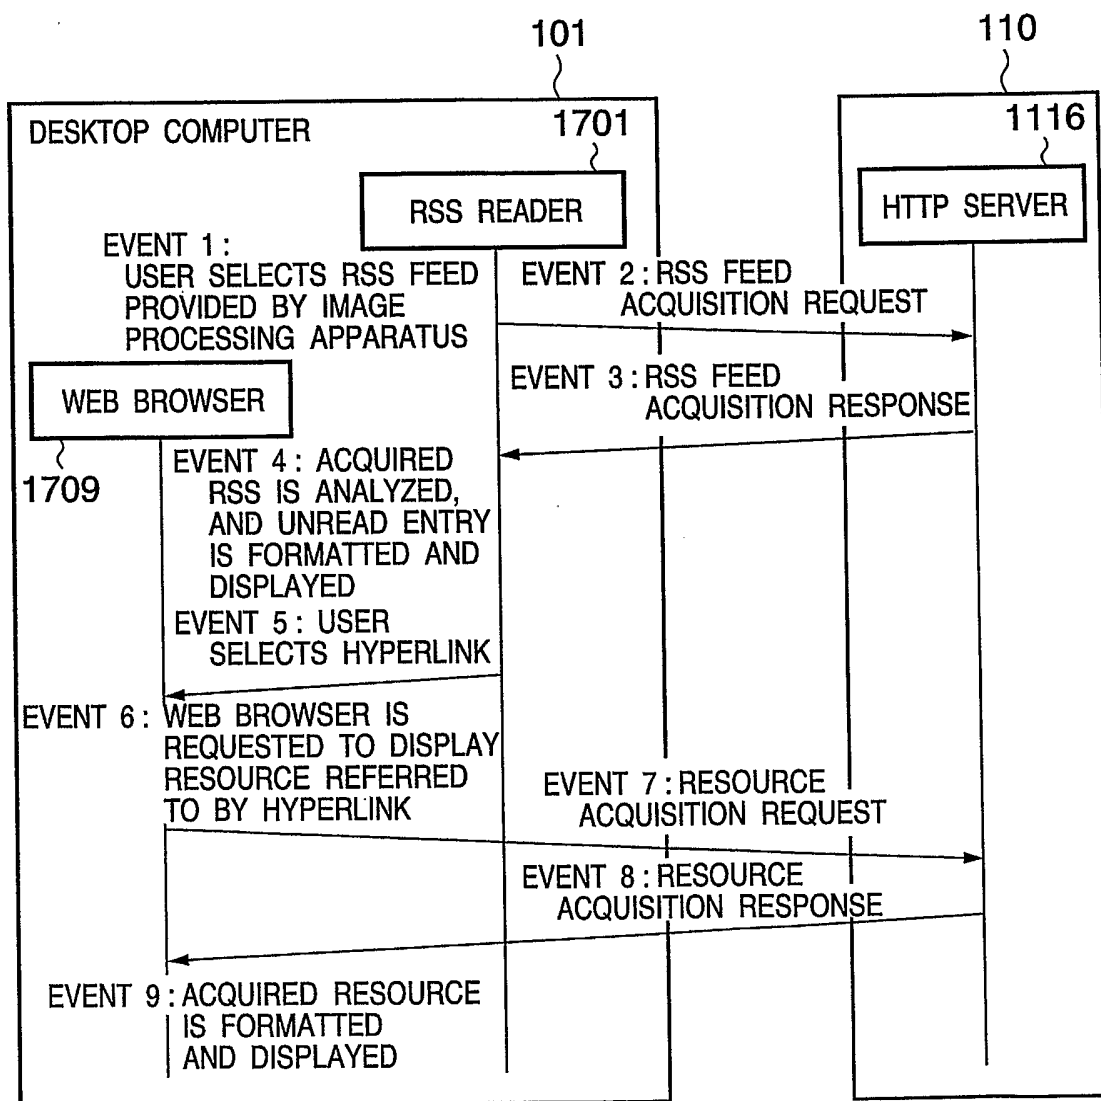 101
110
DESKTOP COMPUTER
1701
1116
RSS READER
HTTP SERVER
EVENT 1:
USER SELECTS RSS FEED
PROVIDED BY IMAGE
PROCESSING APPARATUS
EVENT 2: RSS FEED
ACQUISITION REQUEST
WEB BROWSER
1709
EVENT 3: RSS FEED
ACQUISITION RESPONSE
EVENT 4: ACQUIRED
RSS IS ANALYZED,
AND UNREAD ENTRY
IS FORMATTED AND
DISPLAYED
EVENT 5: USER
SELECTS HYPERLINK
EVENT 6: WEB BROWSER IS
REQUESTED TO DISPLAY
RESOURCE REFERRED
TO BY HYPERLINK
EVENT 7: RESOURCE
ACQUISITION REQUEST
EVENT 8: RESOURCE
ACQUISITION RESPONSE
EVENT 9: ACQUIRED RESOURCE
IS FORMATTED
AND DISPLAYED